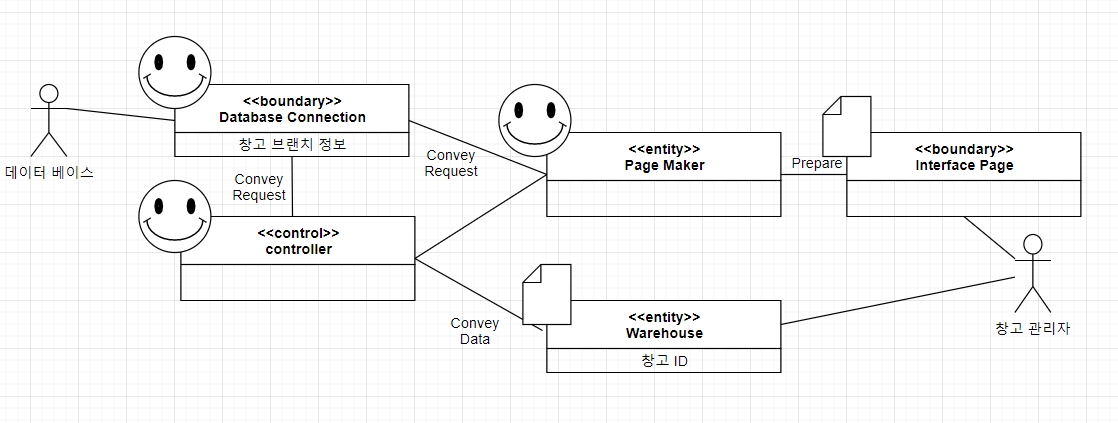 데이터 베이스
<<boundary>>
Database Connection
창고 브랜치 정보
Convey
Request
<<control>>
controller
Convey
Request
<<entity>>
Page Maker
Prepare
<<boundary>>
Interface Page
Convey
Data
<<entity>>
Warehouse
창고 ID
창고 관리자